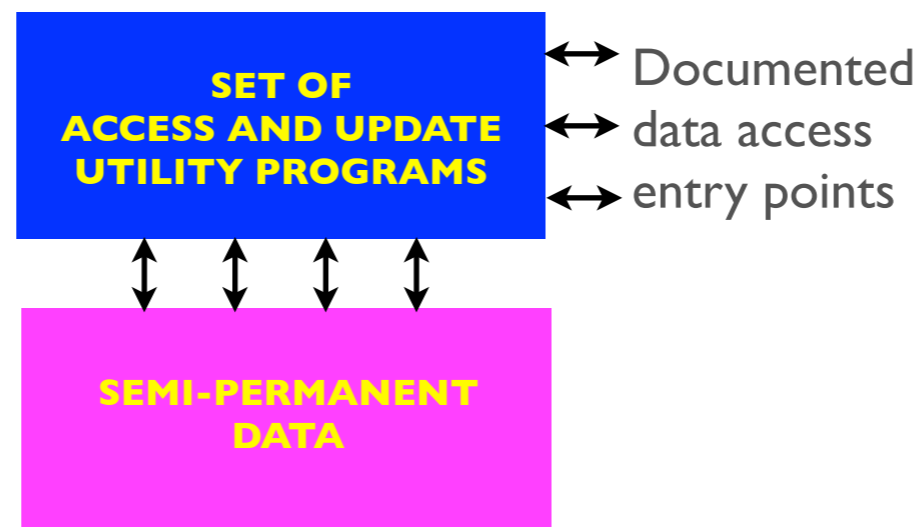 SET OF
ACCESS AND UPDATE
UTILITY PROGRAMS
Documented
data access
entry points
SEMI-PERMANENT
DATA